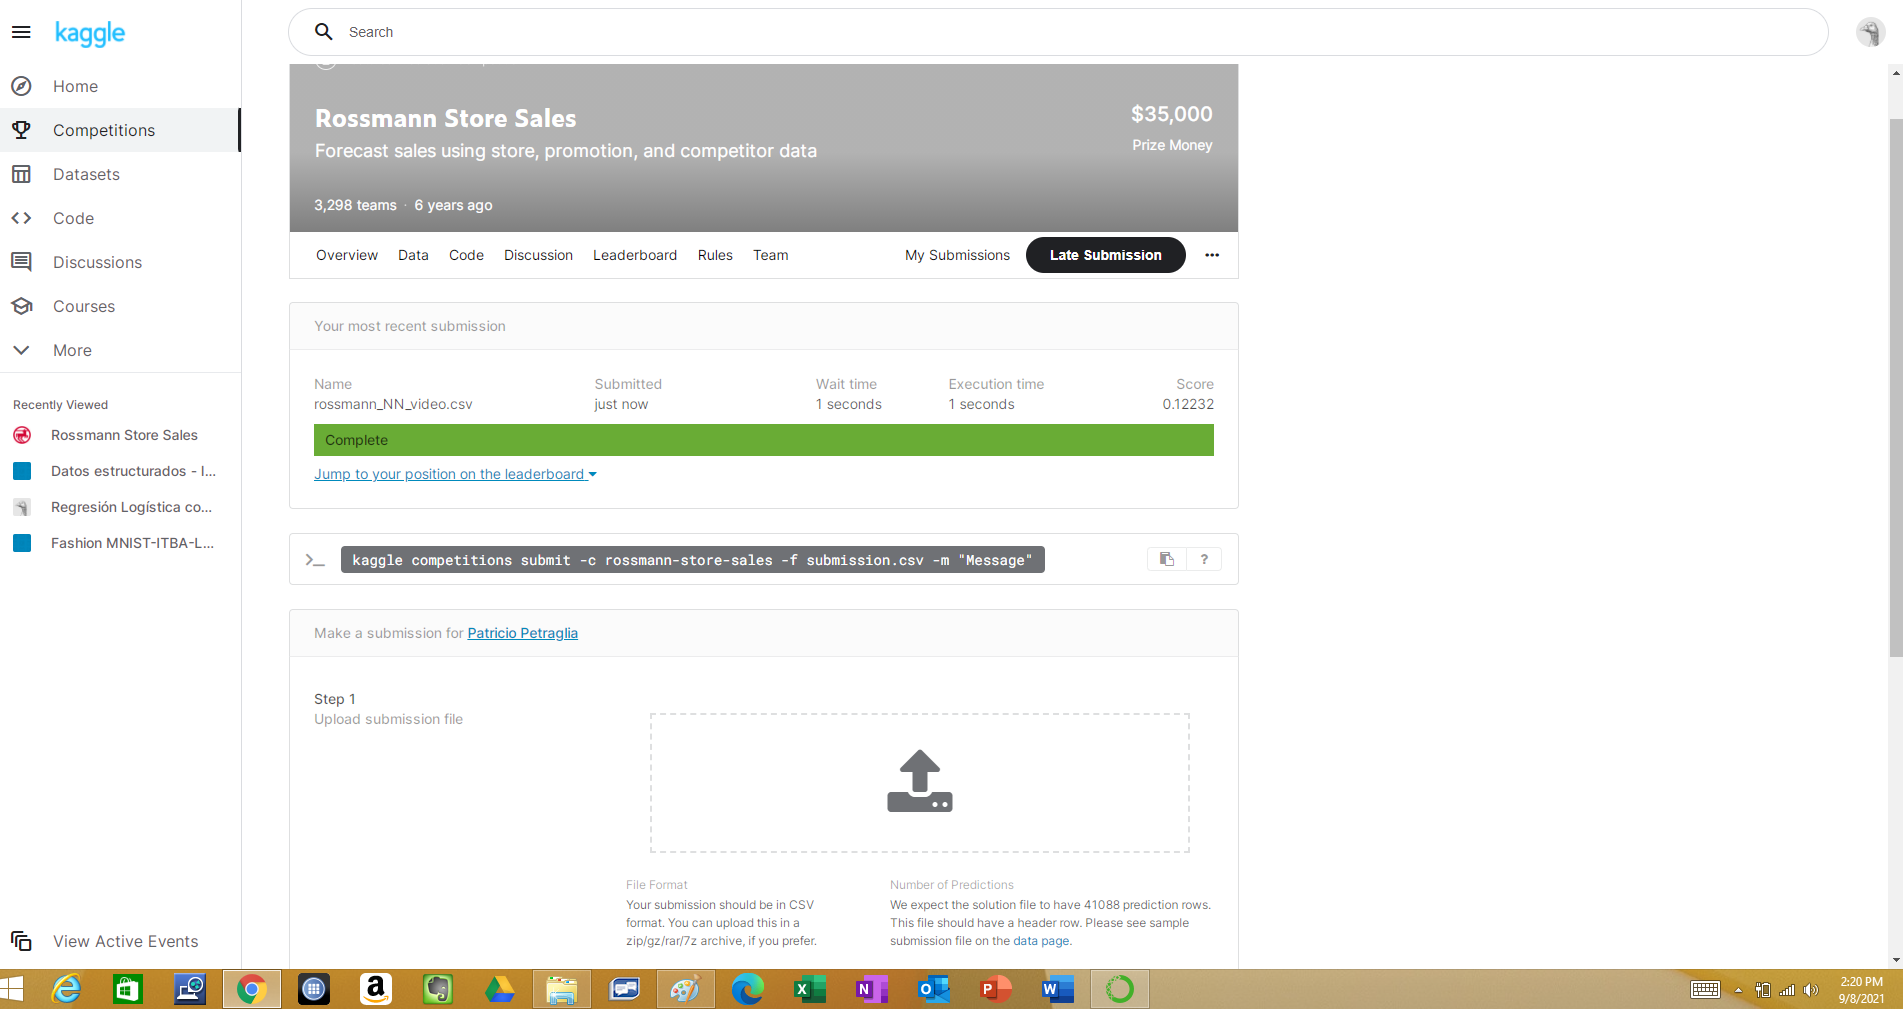 kaggle
Search
Home
Competitions
Datasets
Code
Discussions
Courses
More
Recently Viewed
Rossmann Store Sales
Datos estructurados - I...
Regresión Logística co...
Fashion MNIST-ITBA-L...
View Active Events
Rossmann Store Sales
Forecast sales using store, promotion, and competitor data
$35,000
Prize Money
3,298 teams · 6 years ago
Overview Data Code Discussion Leaderboard Rules Team My Submissions Late Submission
Your most recent submission
Name Submitted Wait time Execution time Score
rossmann_NN_video.csv just now 1 seconds 1 seconds 0.12232
Complete
Jump to your position on the leaderboard
>_ kaggle competitions submit -c rossmann-store-sales -f submission.csv -m "Message" ?
Make a submission for Patricio Petraglia
Step 1
Upload submission file
File Format
Your submission should be in CSV
format. You can upload this in a
zip/gz/rar/7z archive, if you prefer.
Number of Predictions
We expect the solution file to have 41088 prediction rows.
This file should have a header row. Please see sample
submission file on the data page.
2:20 PM
9/8/2021